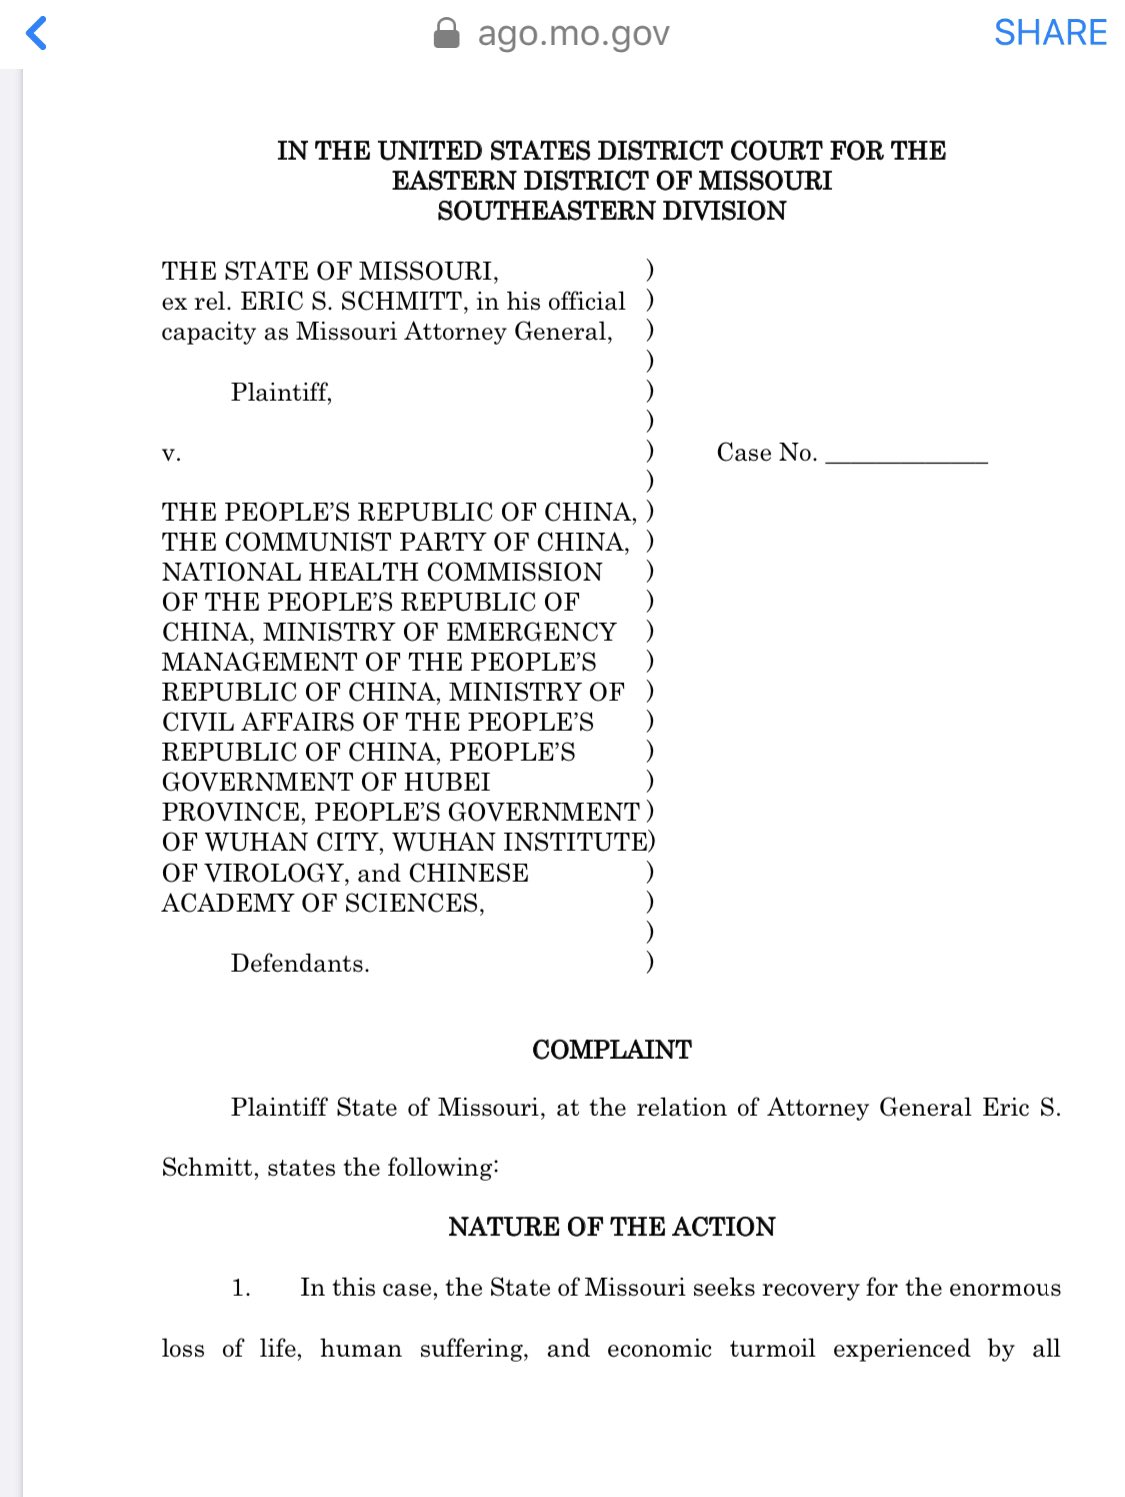 ago.mo.gov
SHARE
IN THE UNITED STATES DISTRICT COURT FOR THE
EASTERN DISTRICT OF MISSOURI
SOUTHEASTERN DIVISION
THE STATE OF MISSOURI, )
ex rel. ERIC S. SCHMITT, in his official )
capacity as Missouri Attorney General, )
)
Plaintiff, )
)
v. ) Case No. ____________
)
THE PEOPLE’S REPUBLIC OF CHINA, )
THE COMMUNIST PARTY OF CHINA, )
NATIONAL HEALTH COMMISSION )
OF THE PEOPLE’S REPUBLIC OF )
CHINA, MINISTRY OF EMERGENCY )
MANAGEMENT OF THE PEOPLE’S )
REPUBLIC OF CHINA, MINISTRY OF )
CIVIL AFFAIRS OF THE PEOPLE’S )
REPUBLIC OF CHINA, PEOPLE’S )
GOVERNMENT OF HUBEI )
PROVINCE, PEOPLE’S GOVERNMENT )
OF WUHAN CITY, WUHAN INSTITUTE)
OF VIROLOGY, and CHINESE )
ACADEMY OF SCIENCES, )
)
Defendants. )
COMPLAINT
Plaintiff State of Missouri, at the relation of Attorney General Eric S.
Schmitt, states the following:
NATURE OF THE ACTION
1. In this case, the State of Missouri seeks recovery for the enormous
loss of life, human suffering, and economic turmoil experienced by all